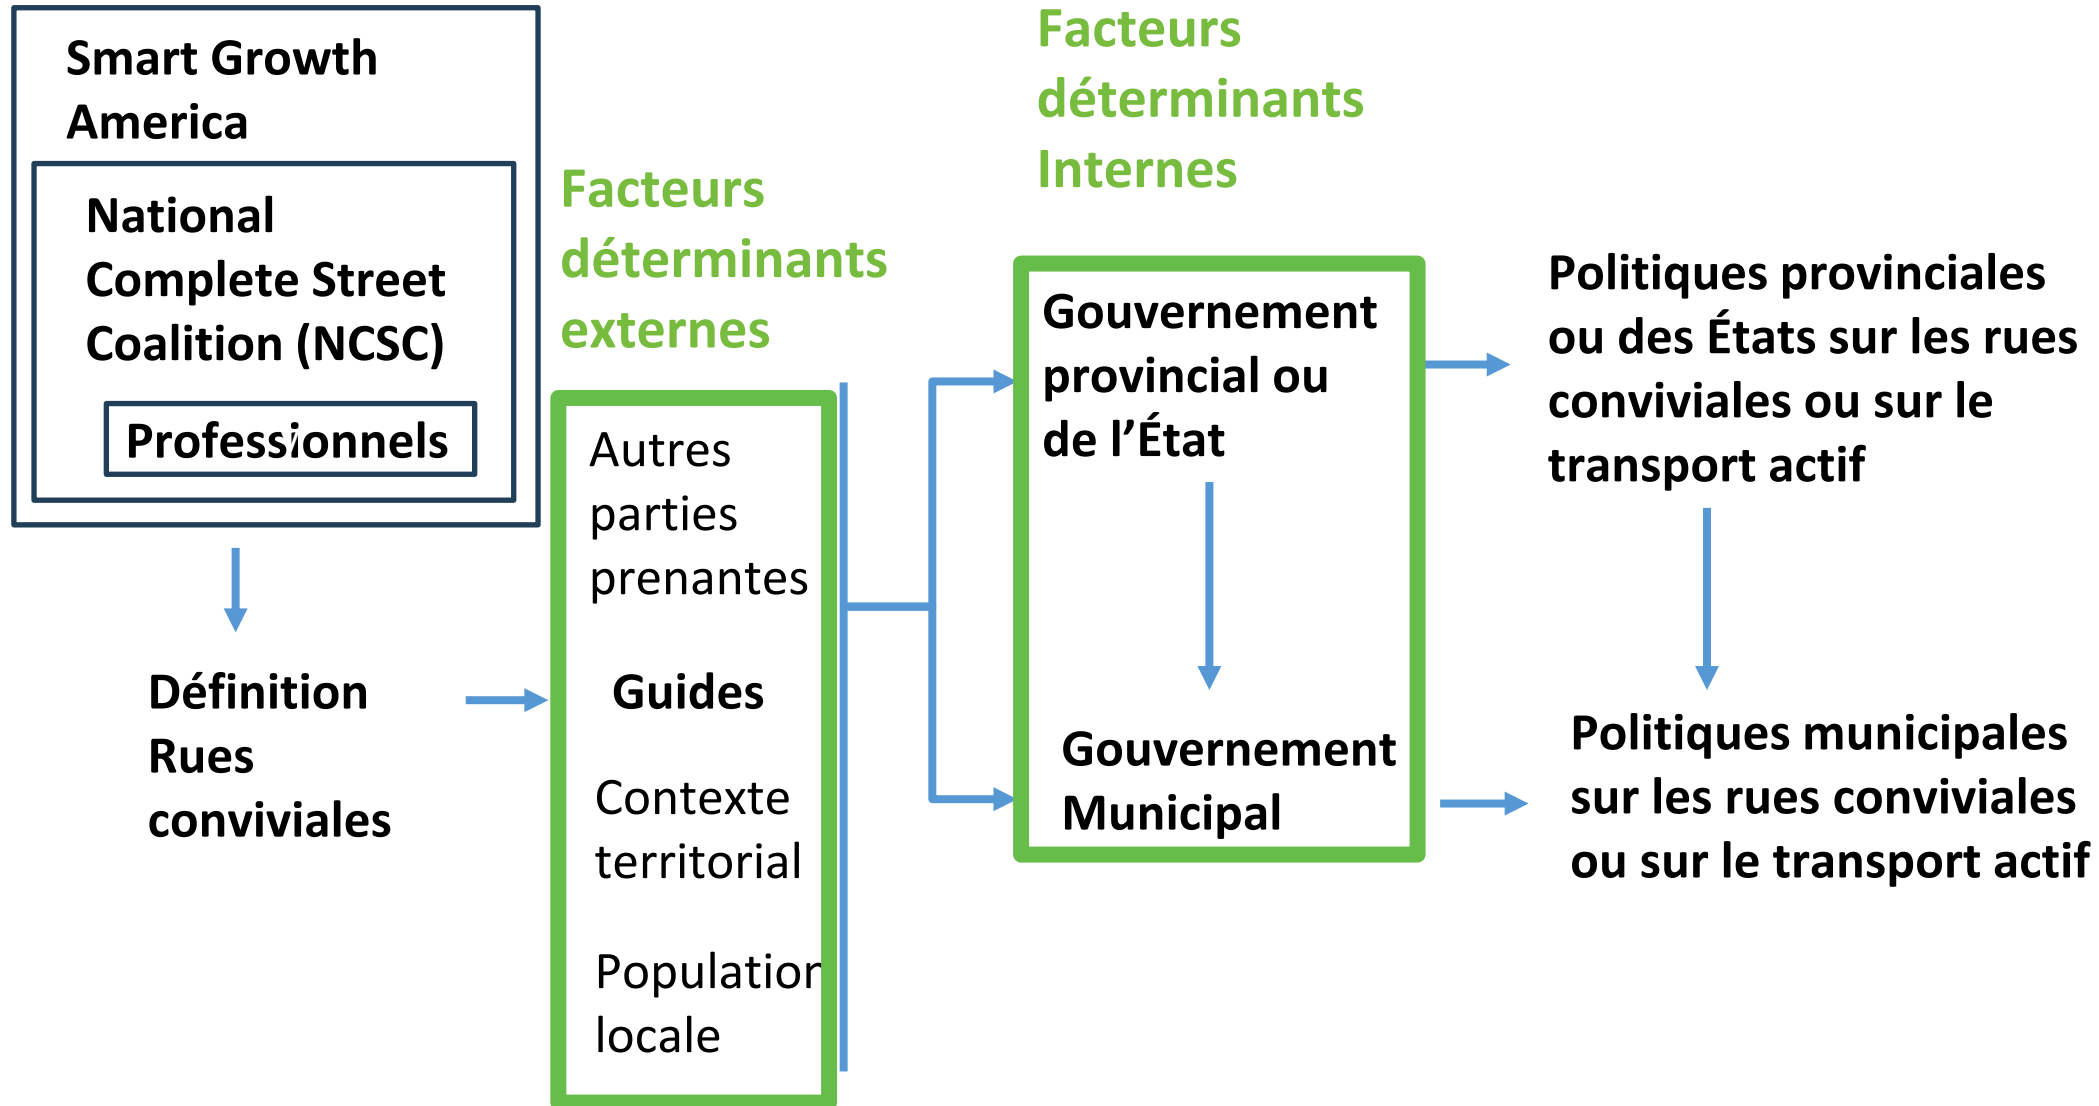 Smart Growth
America
National
Complete Street
Coalition (NCSC)
Professionnels
Définition
Rues
conviviales
Facteurs
déterminants
externes
Autres
parties
prenantes
Guides
Contexte
territorial
Population
locale
Facteurs
déterminants
Internes
Gouvernement
provincial ou
de l’État
Gouvernement
Municipal
Politiques provinciales
ou des États sur les rues
conviviales ou sur le
transport actif
Politiques municipales
sur les rues conviviales
ou sur le transport actif